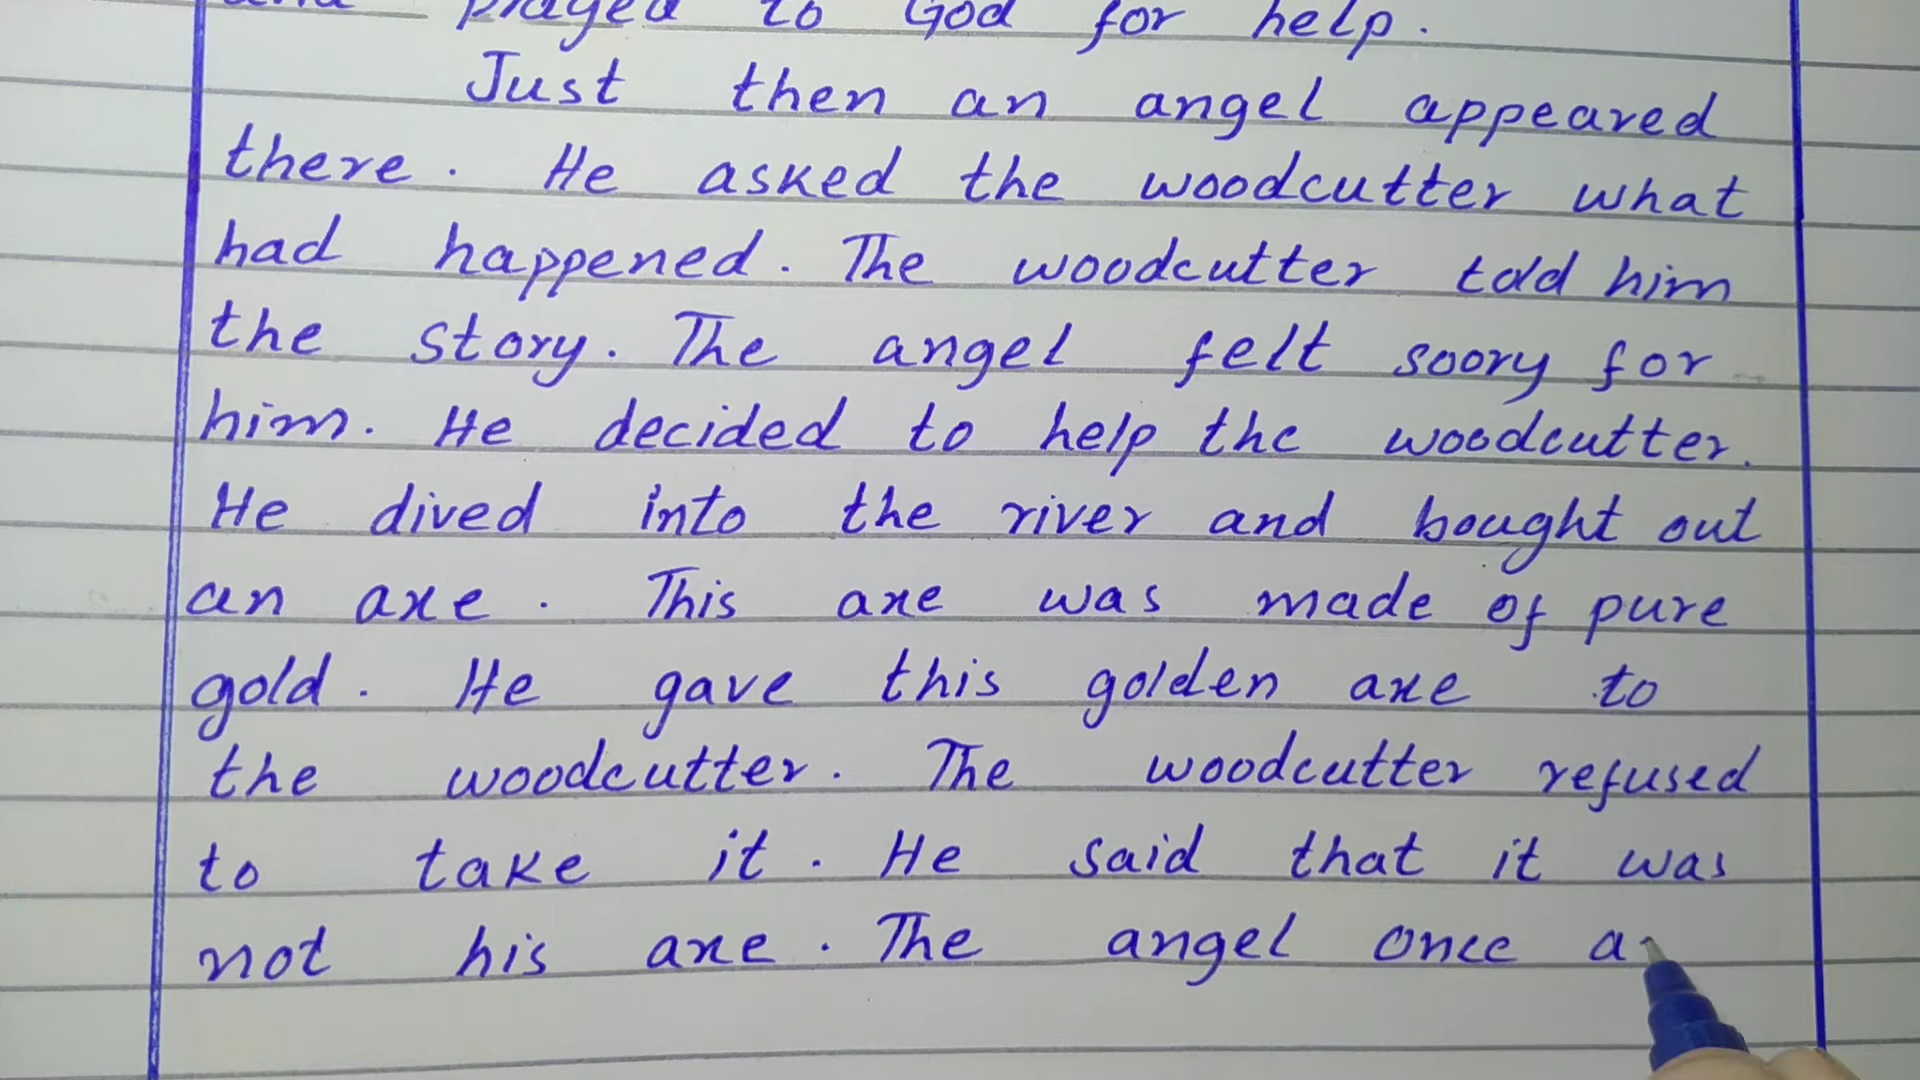 and prayed to God for help.
Just then an angel appeared
there. He asked the woodcutter what
had happened. The woodcutter told him
the story. The angel felt soory for
him. He decided to help the woodcutter.
He dived into the river and bought out
an axe. This axe was made of pure
gold. He gave this golden axe to
the woodcutter. The woodcutter refused
to take it. He said that it was
not his axe. The angel once a